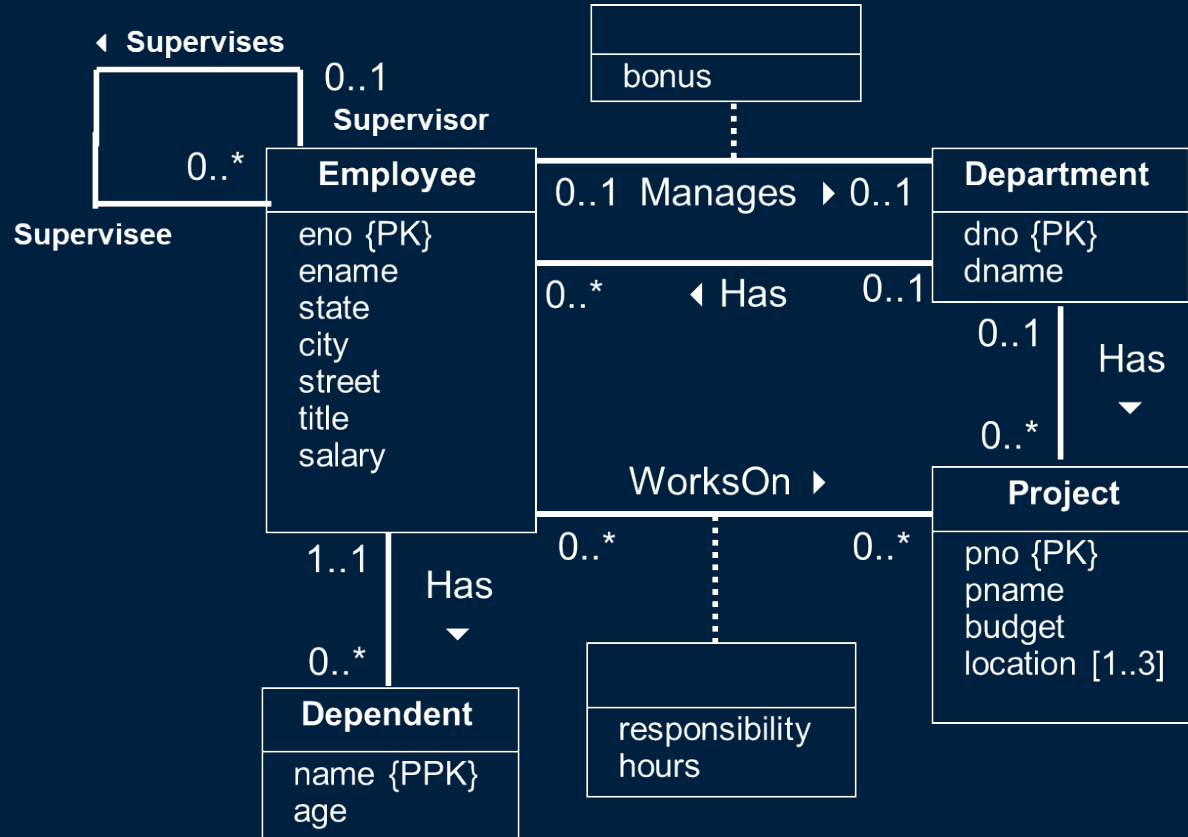 ◂ Supervises
0..1
Supervisor
0..*
Supervisee
bonus
Employee
eno {PK}
ename
state
city
street
title
salary
0..1 Manages ▸ 0..1
0..* ◂ Has 0..1
Department
dno {PK}
dname
0..1
Has
▾
0..*
WorksOn ▸
0..* 0..*
Project
pno {PK}
pname
budget
location [1..3]
1..1
Has
▾
0..*
Dependent
name {PPK}
age
responsibility
hours